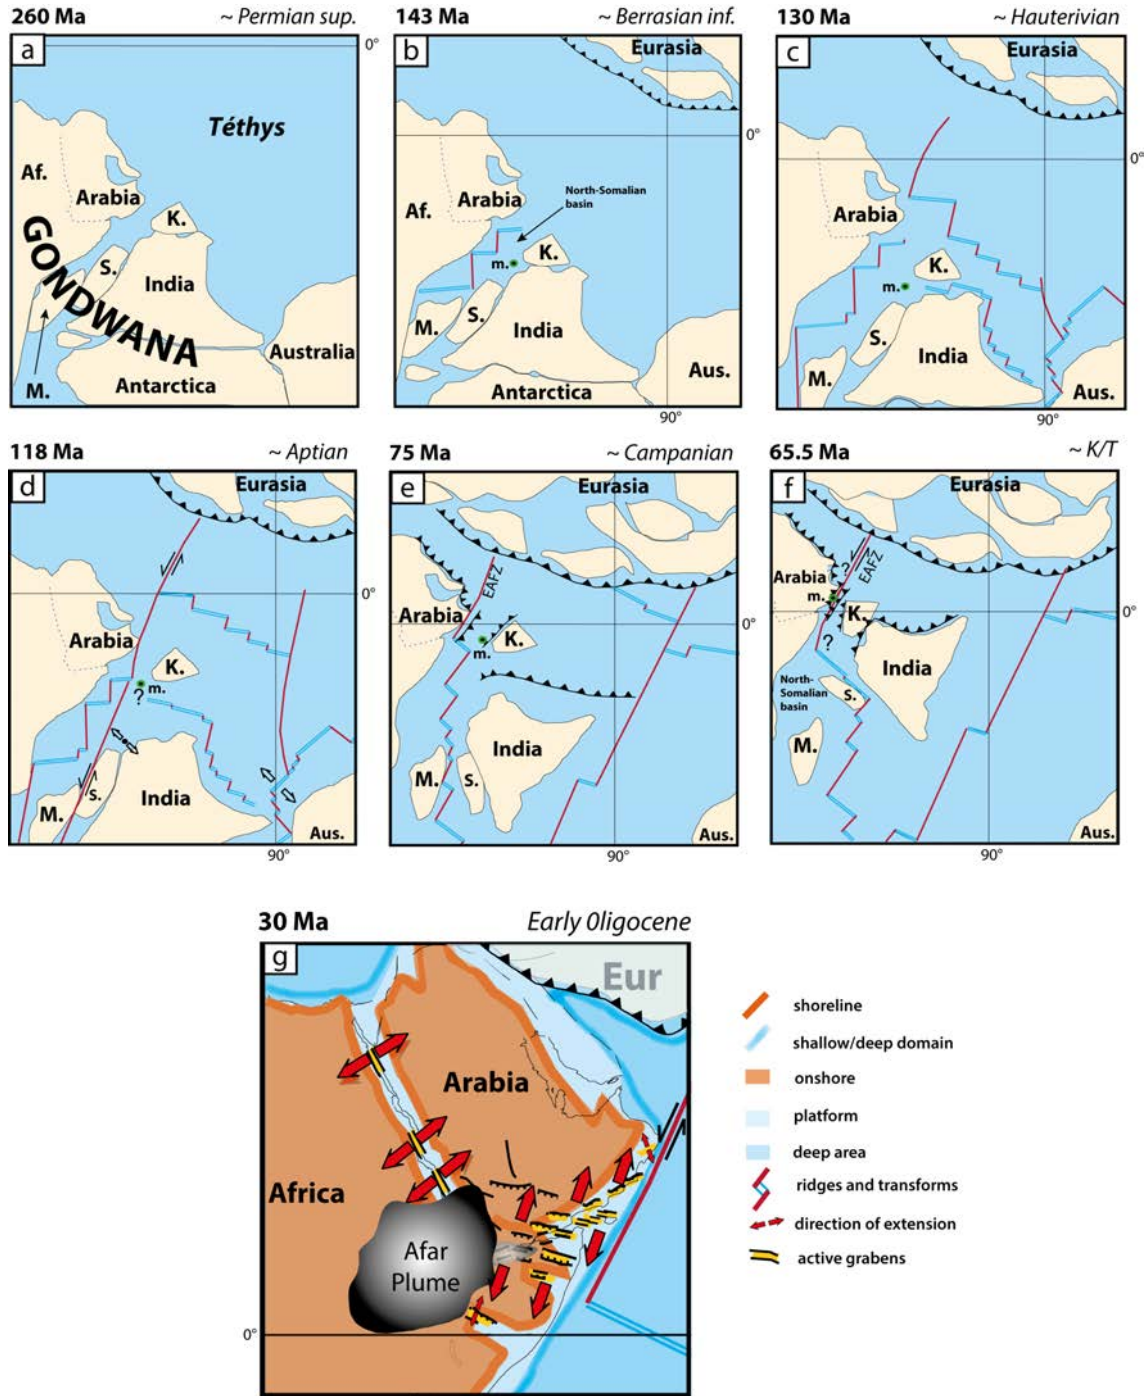 260 Ma ~ Permian sup.
a
0°
Téthys
Af.
Arabia
K.
GONDWANA
S.
India
Australia
M.
Antarctica
143 Ma ~ Berrasian inf.
b
Eurasia
0°
North-Somalian
basin
Af.
Arabia
K.
m.
M.
S.
India
Aus.
Antarctica
90°
130 Ma ~ Hauterivian
c
Eurasia
0°
Arabia
K.
m.
S.
India
M.
Aus.
90°
118 Ma ~ Aptian
d
Eurasia
0°
Arabia
K.
m.
?
S.
M.
India
Aus.
90°
75 Ma ~ Campanian
e
Eurasia
EAFZ
Arabia
0°
K.
m.
India
M.
S.
Aus.
90°
65.5 Ma ~ K/T
f
Eurasia
?
EAFZ
Arabia
m.
K.
0°
?
India
North-
Somalian
basin
S.
M.
Aus.
90°
30 Ma Early Oligocene
g
Eur
Arabia
Africa
Afar
Plume
0°
shoreline
shallow/deep domain
onshore
platform
deep area
ridges and transforms
direction of extension
active grabens